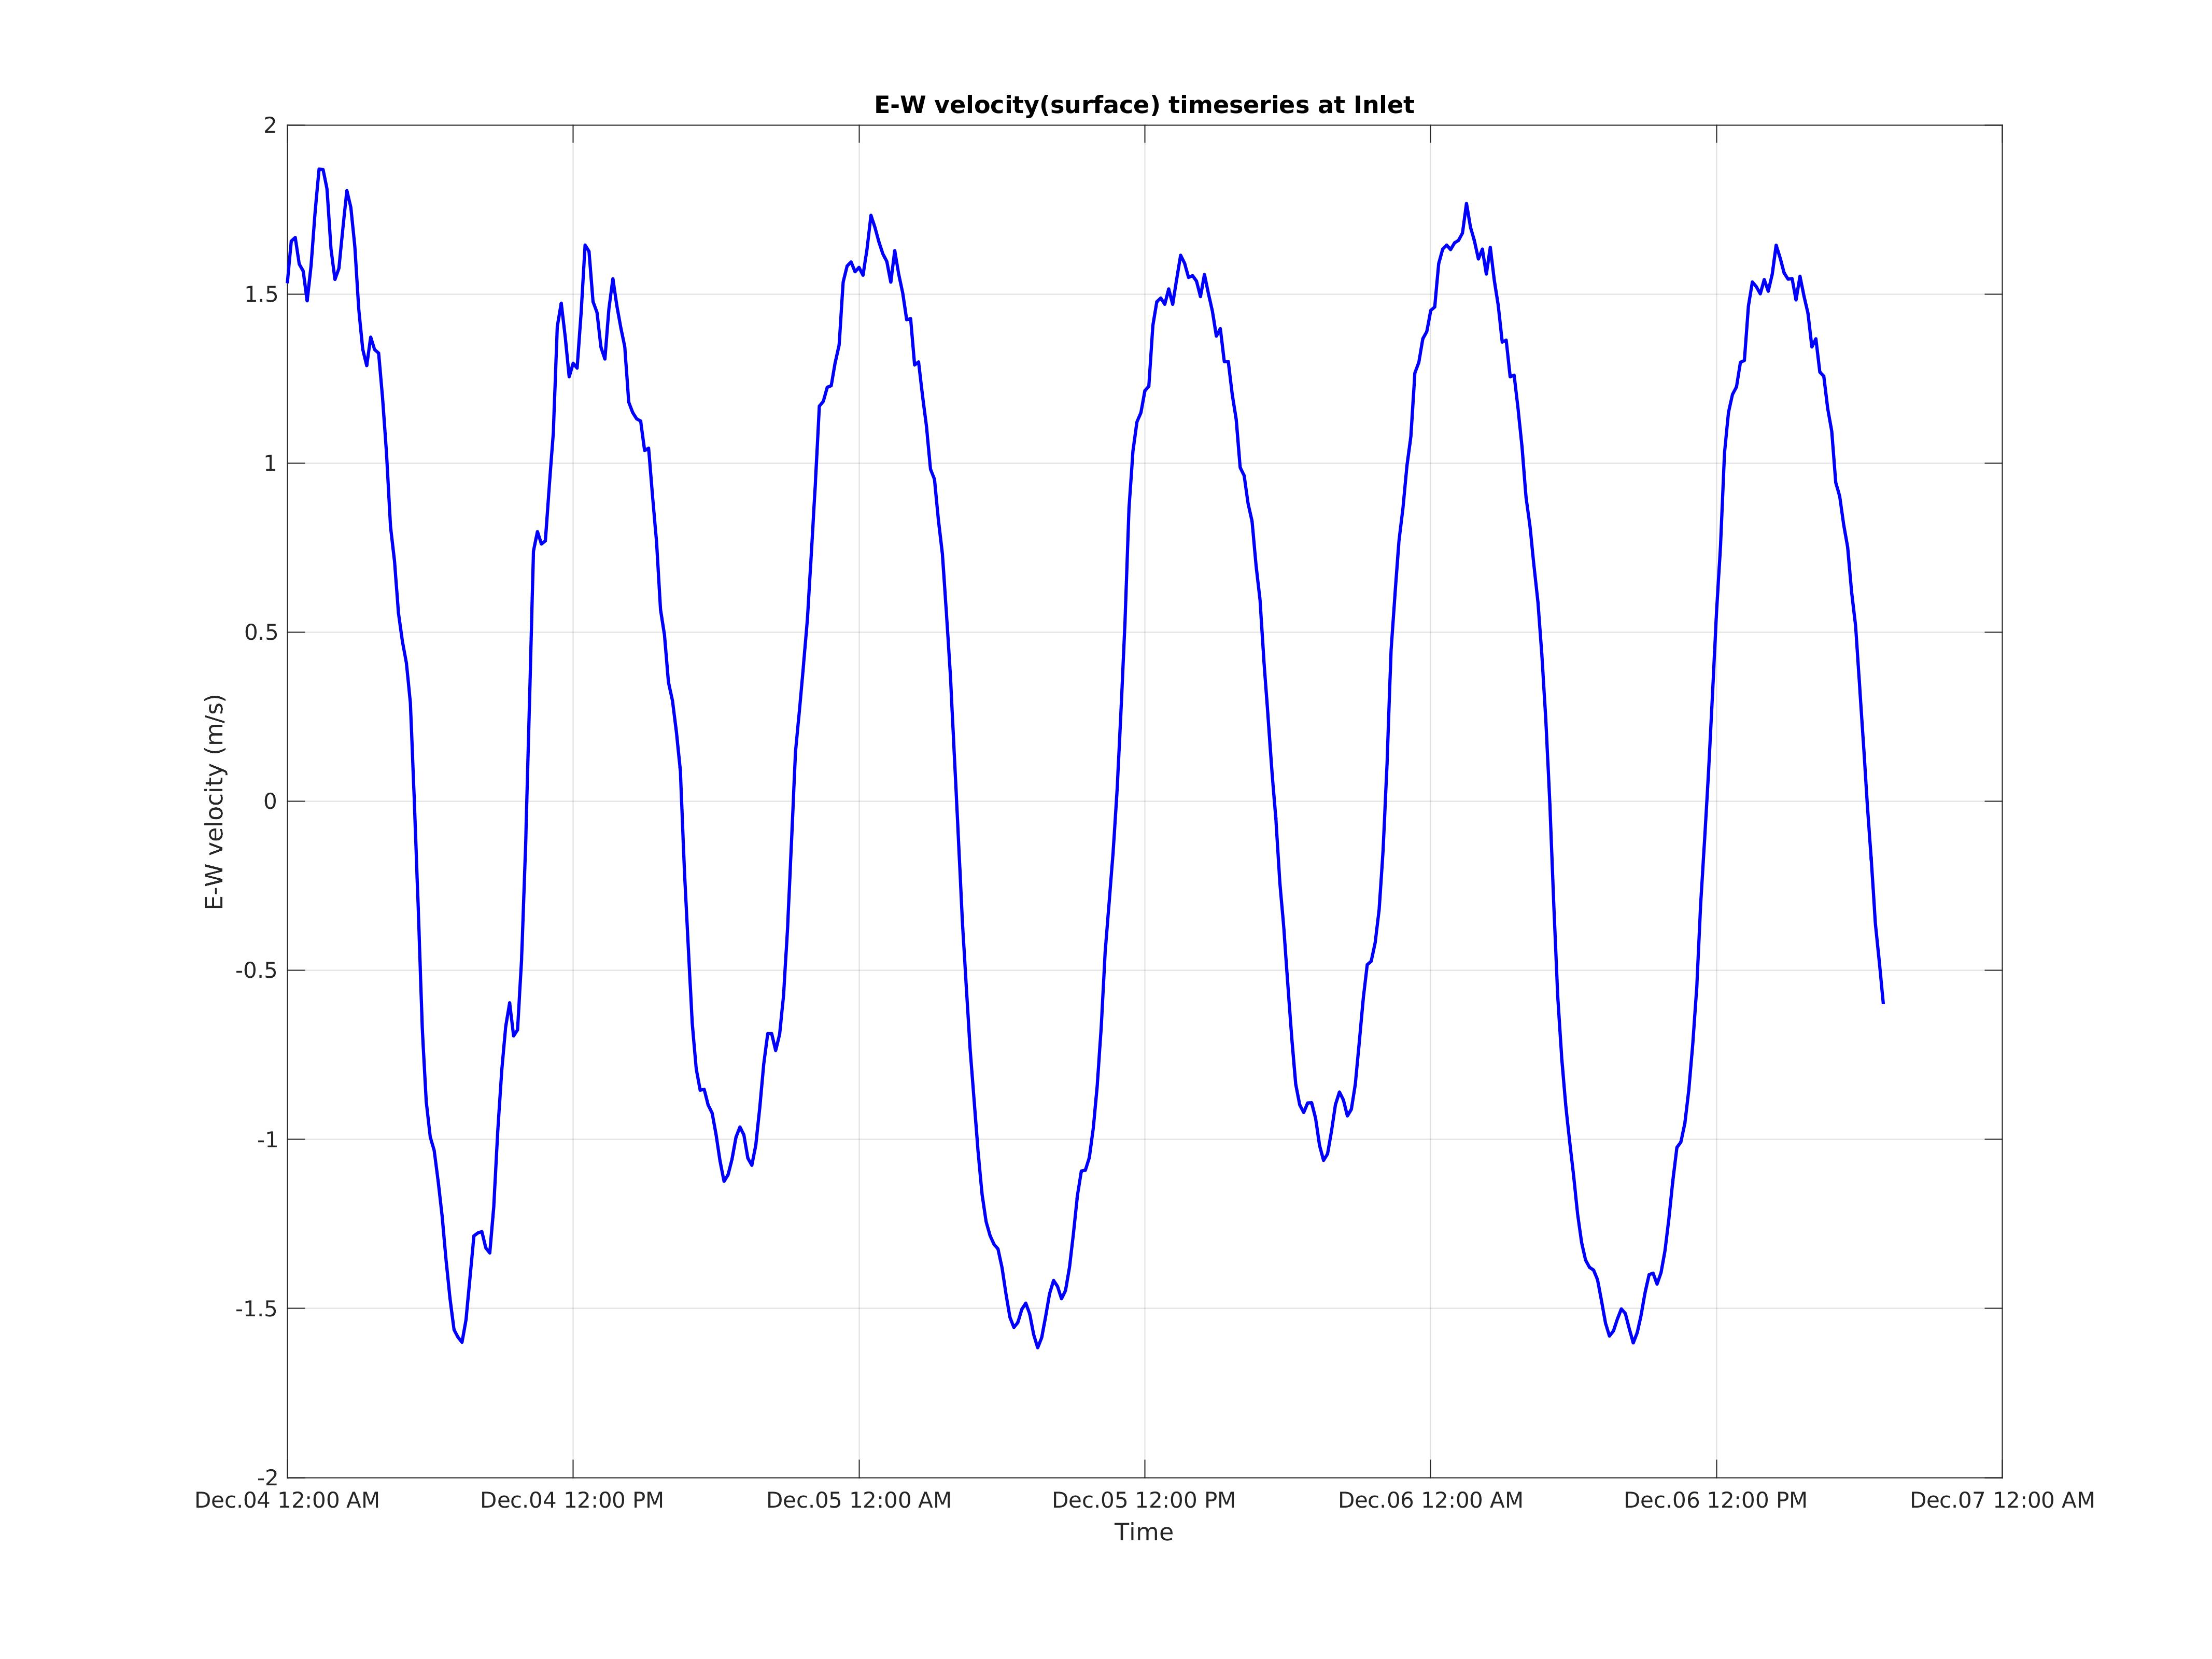 E-W velocity(surface) timeseries at Inlet
2
1.5
1
0.5
0
-0.5
-1
-1.5
-2
E-W velocity (m/s)
Dec.04 12:00 AM
Dec.04 12:00 PM
Dec.05 12:00 AM
Dec.05 12:00 PM
Dec.06 12:00 AM
Dec.06 12:00 PM
Dec.07 12:00 AM
Time